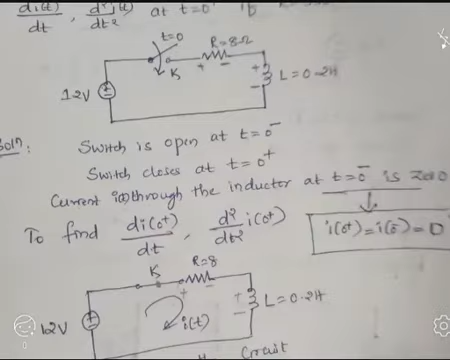 di(t)/dt , d²i(t)/dt² at t=0⁺ if
t=0
R=8Ω
K
+ -
12V
+
-
L=0.2H
Soln:
Switch is open at t=0⁻
Switch closes at t=0⁺
Current through the inductor at t=0⁻ is zero
To find di(0⁺)/dt , d²/dt² i(0⁺)
i(0⁺)=i(0⁻)=0
K
R=8
+ -
12V
i(t)
+
-
L=0.2H
Circuit